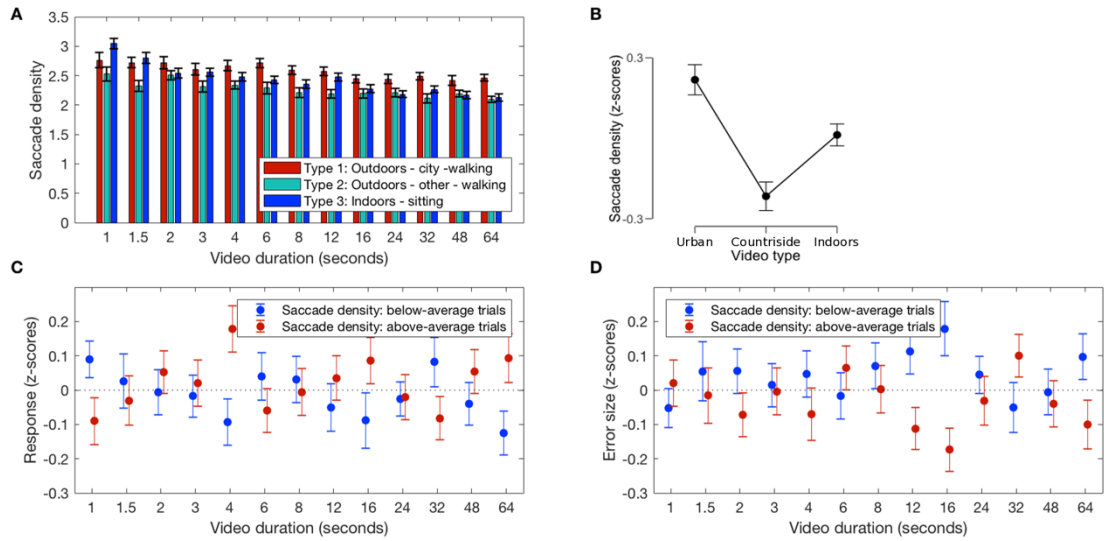 A
3.5
3
2.5
2
1.5
1
0.5
0
Saccade density
Type 1: Outdoors - city -walking
Type 2: Outdoors - other - walking
Type 3: Indoors - sitting
1 1.5 2 3 4 6 8 12 16 24 32 48 64
Video duration (seconds)
B
0.3
-0.3
Saccade density (z-scores)
Urban Countriside Indoors
Video type
C
0.3
0.2
0.1
0
-0.1
-0.2
-0.3
Response (z-scores)
Saccade density: below-average trials
Saccade density: above-average trials
1 1.5 2 3 4 6 8 12 16 24 32 48 64
Video duration (seconds)
D
0.3
0.2
0.1
0
-0.1
-0.2
-0.3
Error size (z-scores)
Saccade density: below-average trials
Saccade density: above-average trials
1 1.5 2 3 4 6 8 12 16 24 32 48 64
Video duration (seconds)